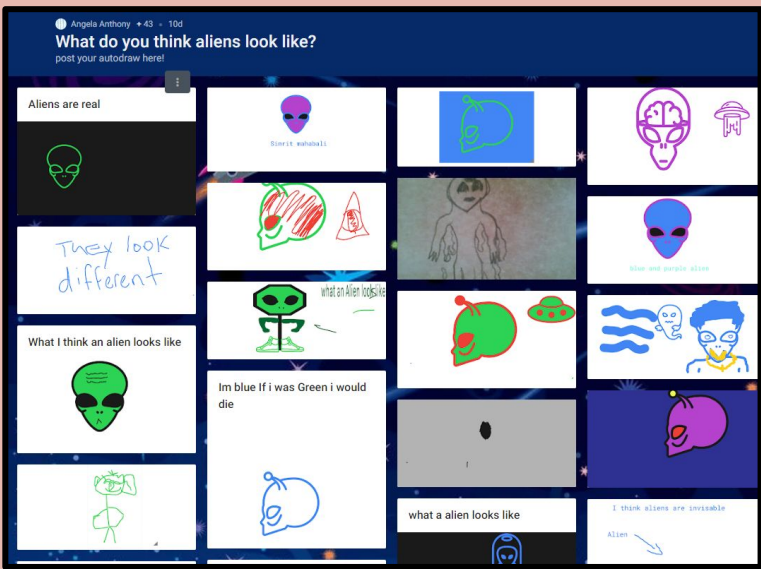 Angela Anthony + 43 • 10d
What do you think aliens look like?
post your autodraw here!
Aliens are real
They look
different
What I think an alien looks like
Simrit mahabali
what an Alien looks like
Im blue If i was Green i would
die
what a alien looks like
blue and purple alien
I think aliens are invisable
Alien